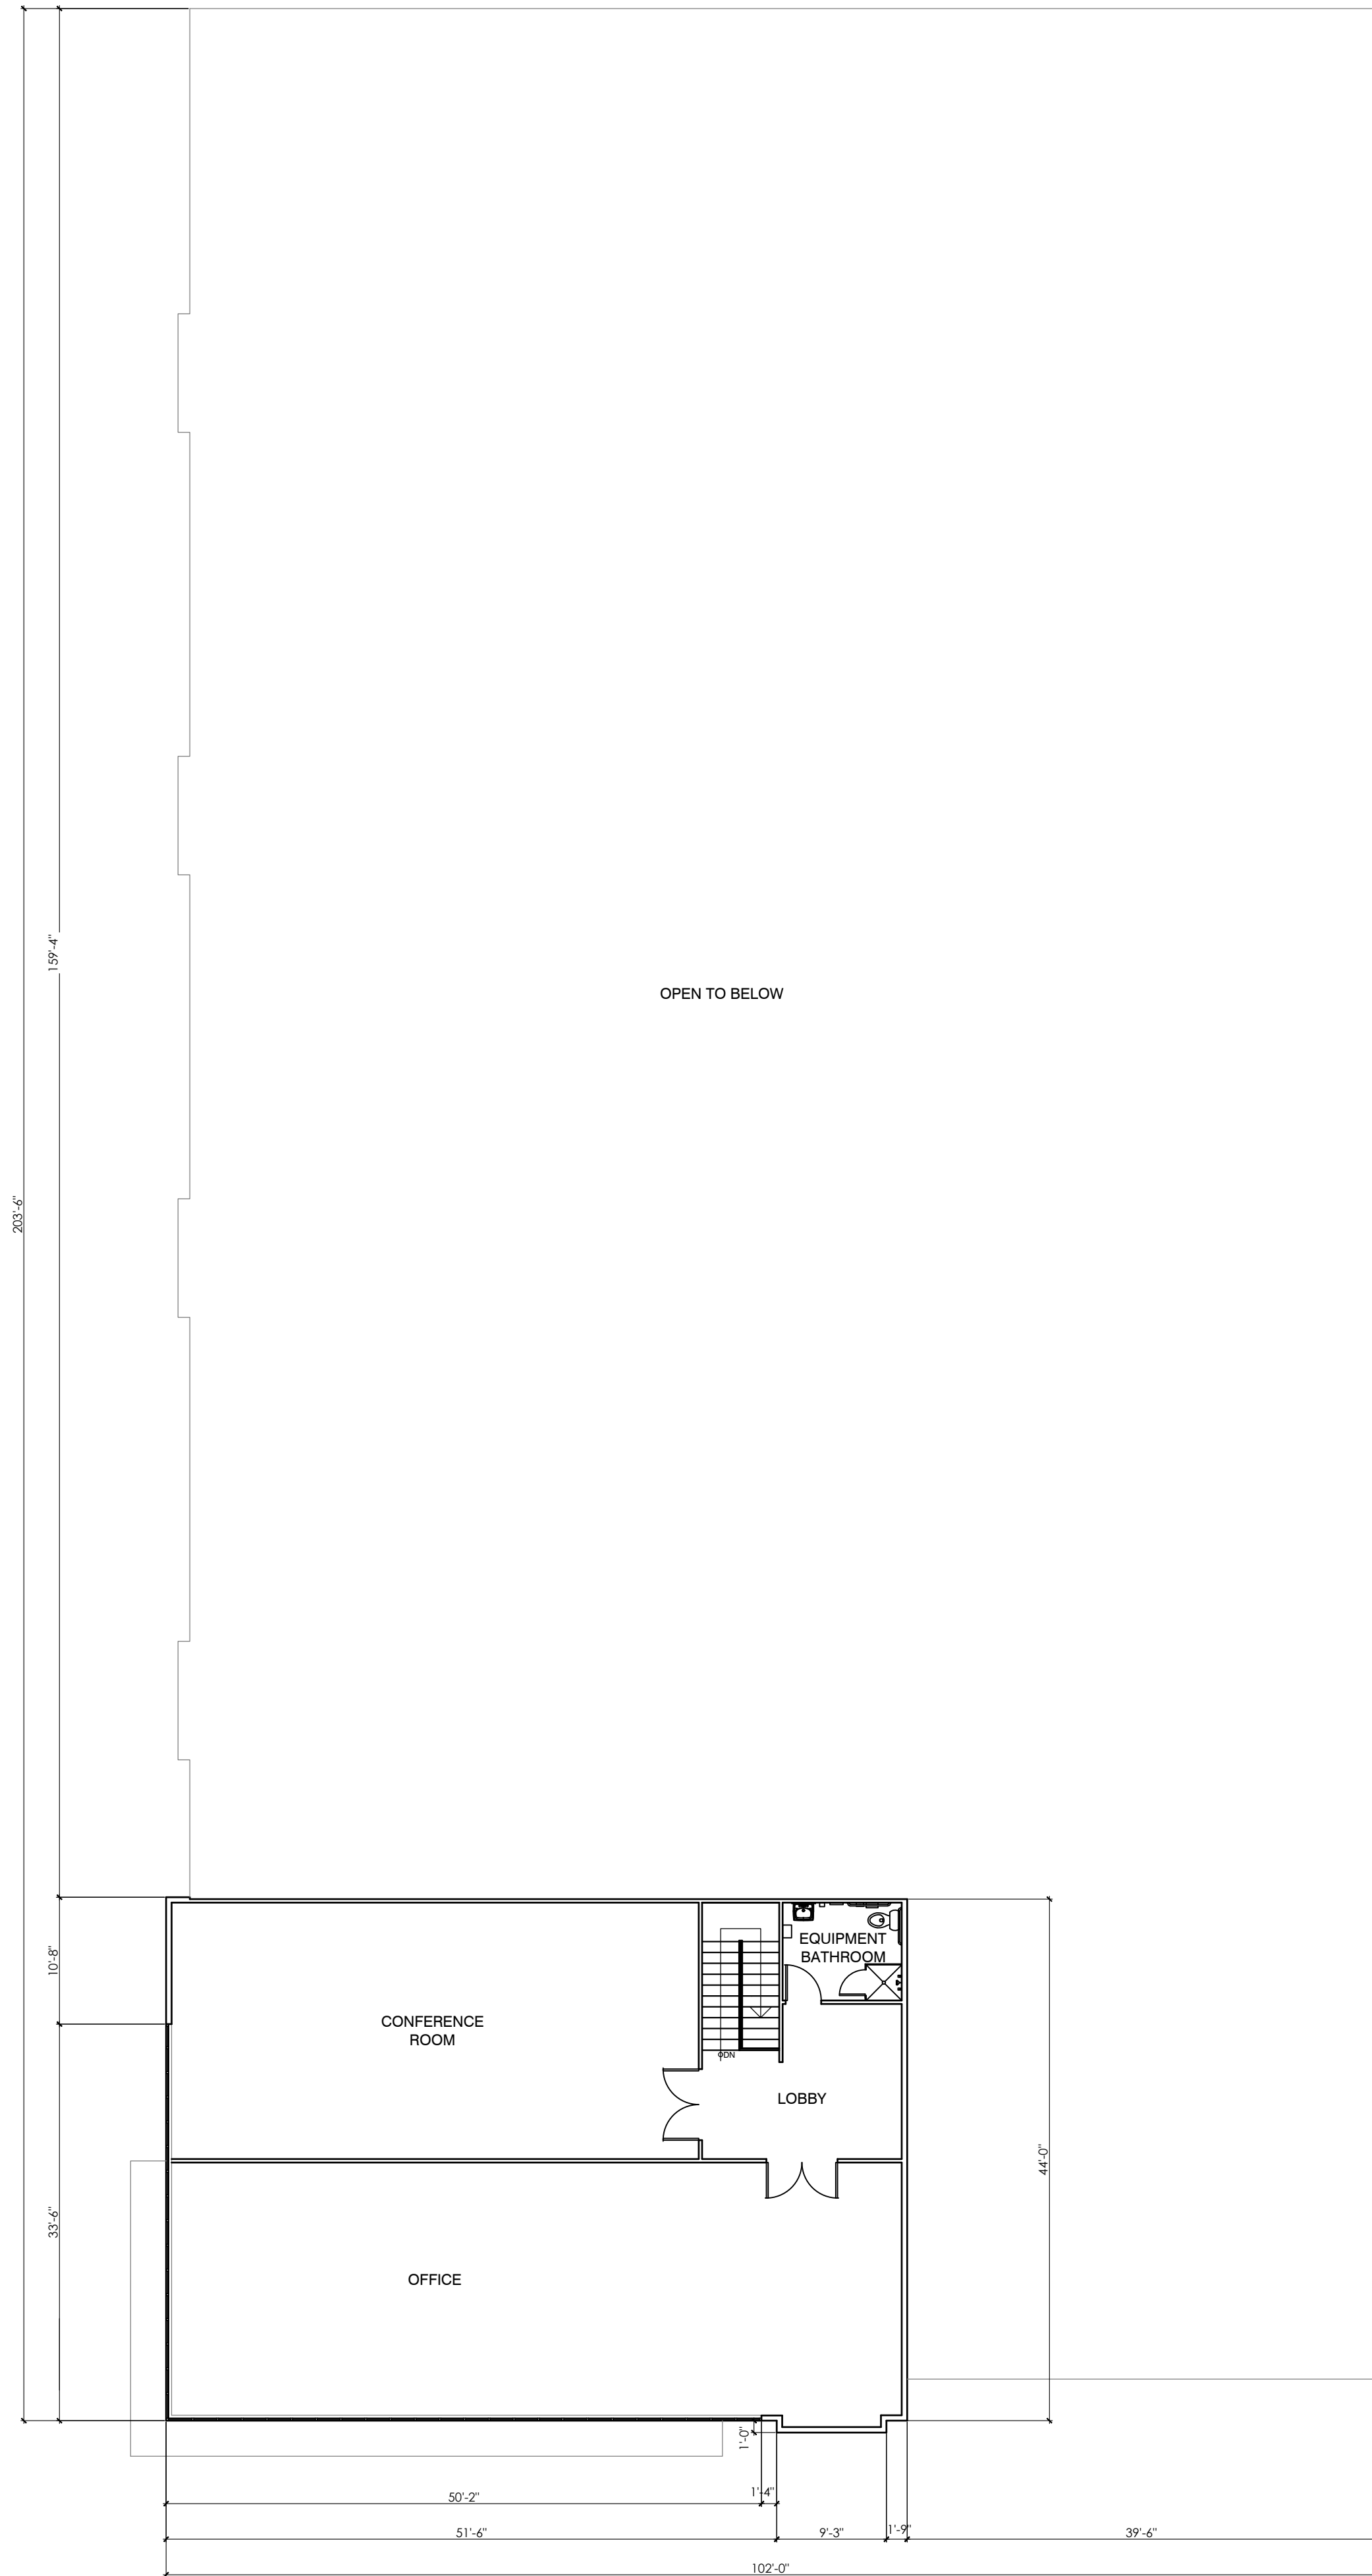 159'-4"
OPEN TO BELOW
203'-6"
EQUIPMENT
BATHROOM
10'-8"
CONFERENCE
ROOM
DN
LOBBY
44'-0"
33'-6"
OFFICE
1'-0"
1'-4"
50'-2"
1'-9"
51'-6"
9'-3"
39'-6"
102'-0"